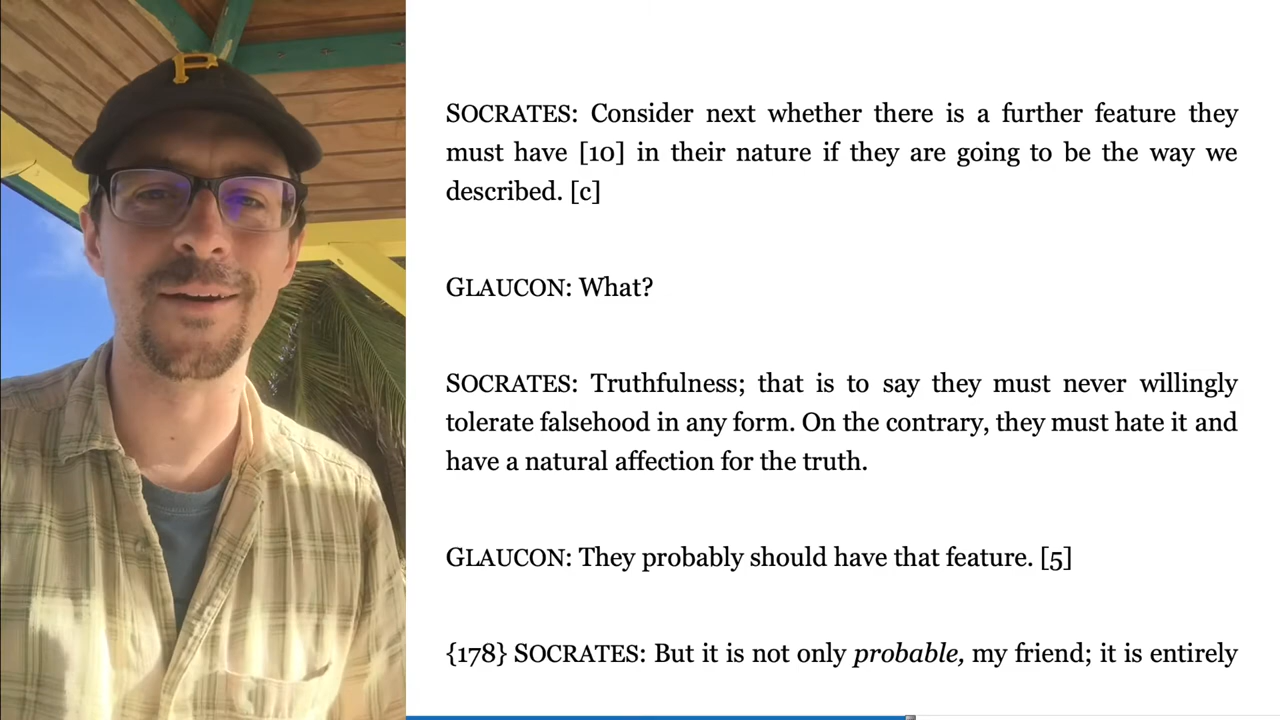 P
SOCRATES: Consider next whether there is a further feature they
must have [10] in their nature if they are going to be the way we
described. [c]
GLAUCON: What?
SOCRATES: Truthfulness; that is to say they must never willingly
tolerate falsehood in any form. On the contrary, they must hate it and
have a natural affection for the truth.
GLAUCON: They probably should have that feature. [5]
{178} SOCRATES: But it is not only probable, my friend; it is entirely